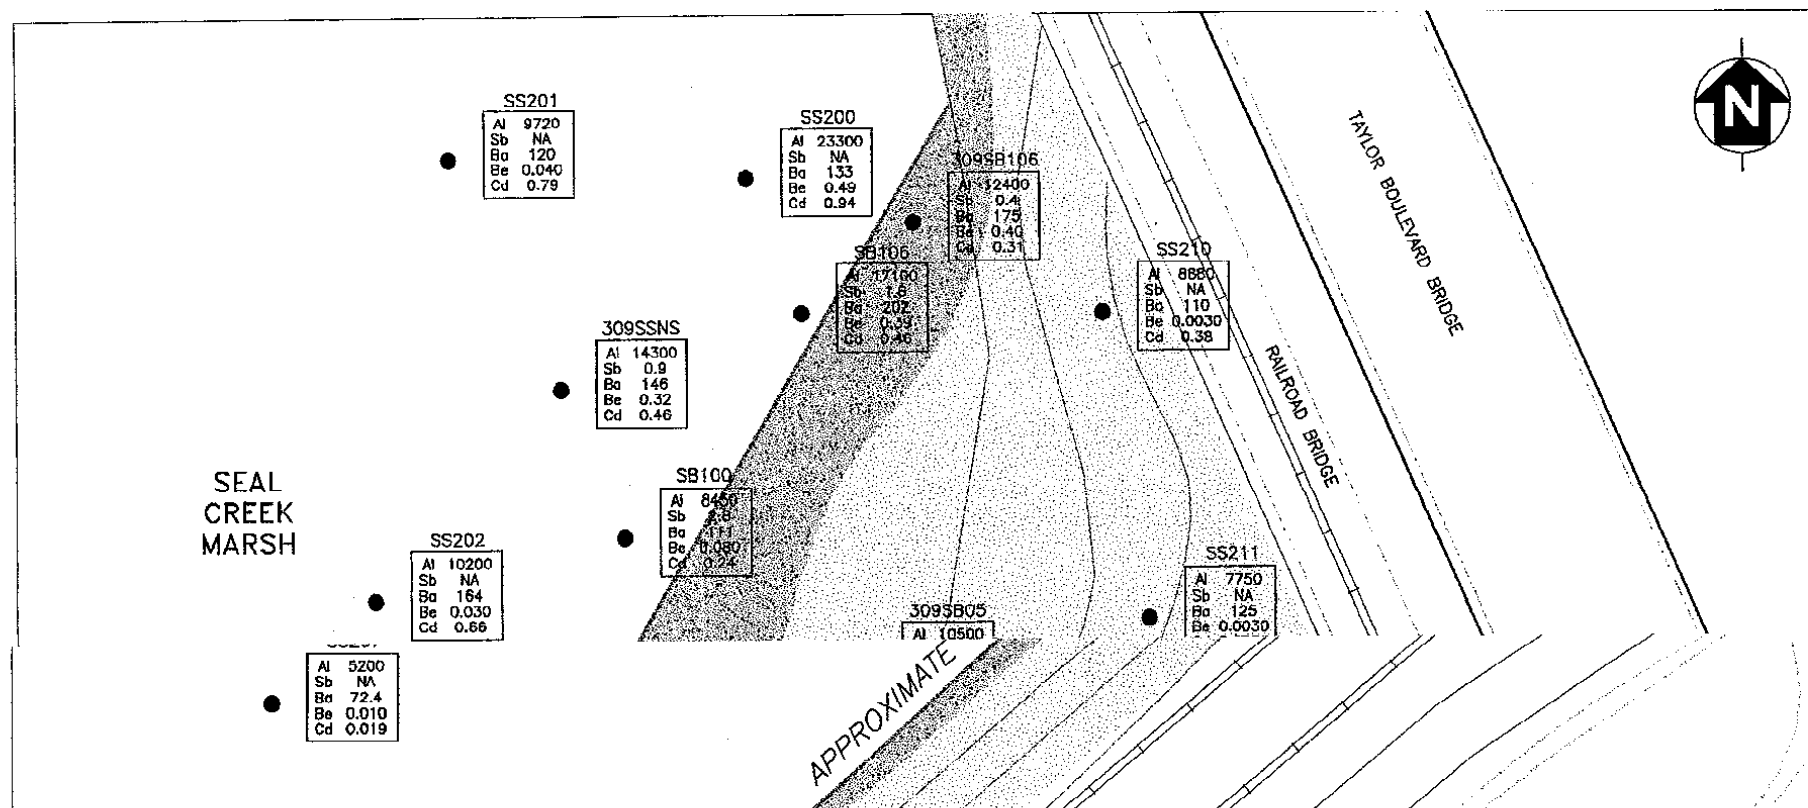 SS201
Al 9720
Sb NA
Ba 120
Be 0.040
Cd 0.79
SS200
Al 23300
Sb NA
Ba 133
Be 0.49
Cd 0.94
309SB106
Al 12400
Sb 0.4
Ba 175
Be 0.40
Cd 0.31
N
TAYLOR BOULEVARD BRIDGE
SB106
Al 17100
Sb 1.6
Ba 202
Be 0.39
Cd 0.46
SS210
Al 8880
Sb NA
Ba 110
Be 0.0030
Cd 0.38
309SSNS
Al 14300
Sb 0.9
Ba 146
Be 0.32
Cd 0.46
RAILROAD BRIDGE
SEAL
CREEK
MARSH
SB100
Al 8450
Sb
Ba 111
Be 0.080
Cd 0.24
SS202
Al 10200
Sb NA
Ba 164
Be 0.030
Cd 0.66
309SB05
Al 10500
SS211
Al 7750
Sb NA
Ba 125
Be 0.0030
Al 5200
Sb NA
Ba 72.4
Be 0.010
Cd 0.019
APPROXIMATE